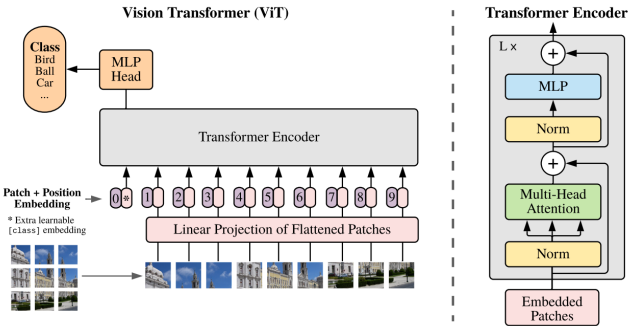 Vision Transformer (ViT)
Class
Bird
Ball
Car
...
MLP
Head
Transformer Encoder
Patch + Position
Embedding
* Extra learnable
[class] embedding
0 * 1 2 3 4 5 6 7 8 9
Linear Projection of Flattened Patches
Transformer Encoder
L x
+
MLP
Norm
+
Multi-Head
Attention
Norm
Embedded
Patches